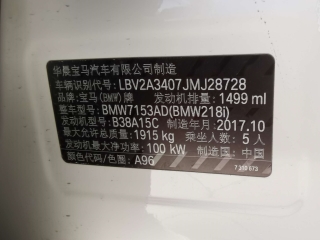 华晨宝马汽车有限公司制造
车辆识别代号: LBV2A3407JMJ28728
品牌: 宝马(BMW)牌 发动机排量: 1499 ml
整车型号: BMW7153AD(BMW218i)
发动机型号: B38A15C 制造年月: 2017.10
最大允许总质量: 1915 kg 乘坐人数: 5 人
发动机最大净功率: 100 kW 制造国: 中国
颜色代码/色圈: A96